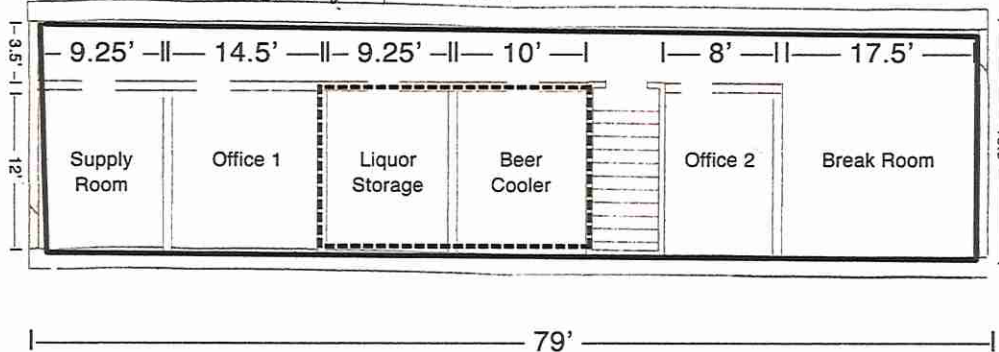 9.25' 14.5' 9.25' 10' 8' 17.5'
3.5'
12'
Supply
Room
Office 1
Liquor
Storage
Beer
Cooler
Office 2
Break Room
79'